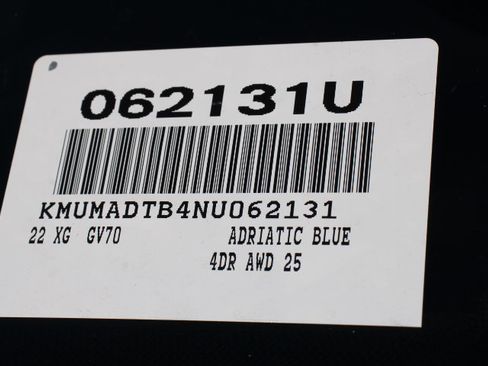 062131U
KMUMADTB4NU062131
22 XG GV70 ADRIATIC BLUE
4DR AWD 25